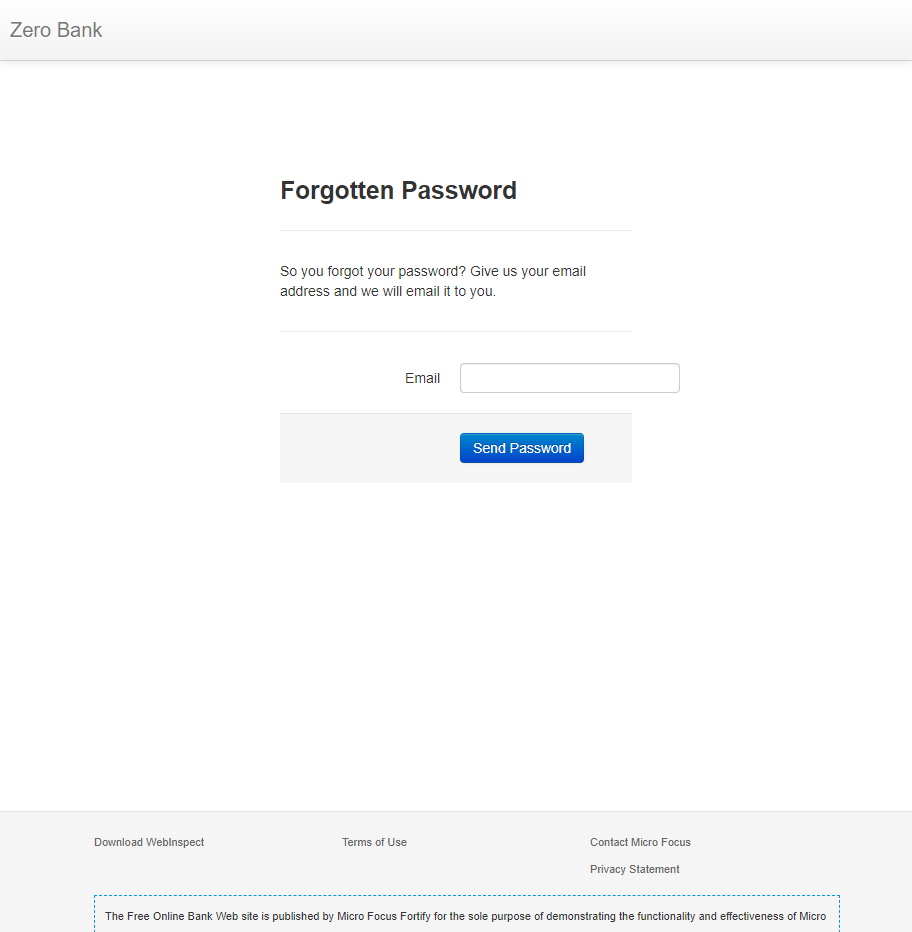 Zero Bank
Forgotten Password
So you forgot your password? Give us your email
address and we will email it to you.
Email
Send Password
Download WebInspect
Terms of Use
Contact Micro Focus
Privacy Statement
The Free Online Bank Web site is published by Micro Focus Fortify for the sole purpose of demonstrating the functionality and effectiveness of Micro